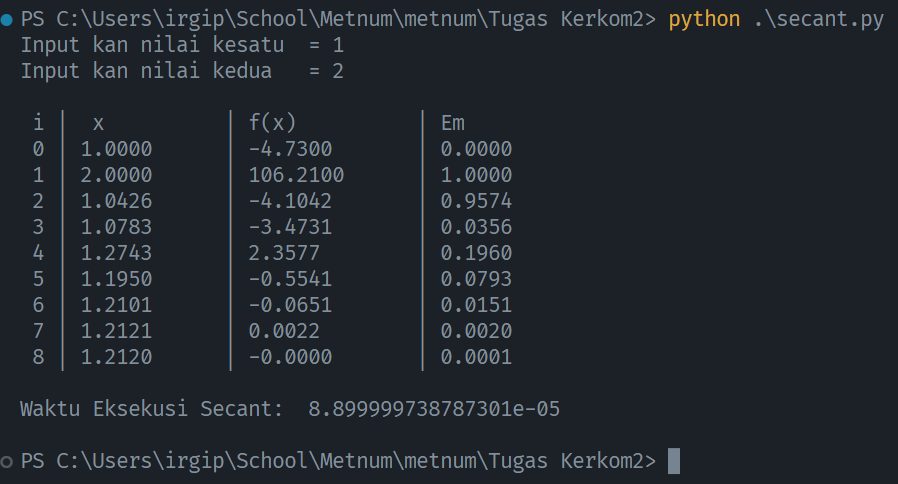 PS C:\Users\irgip\School\Metnum\metnum\Tugas Kerkom2> python .\secant.py
Input kan nilai kesatu  = 1
Input kan nilai kedua   = 2
i | x | f(x) | Em
0 | 1.0000 | -4.7300 | 0.0000
1 | 2.0000 | 106.2100 | 1.0000
2 | 1.0426 | -4.1042 | 0.9574
3 | 1.0783 | -3.4731 | 0.0356
4 | 1.2743 | 2.3577 | 0.1960
5 | 1.1950 | -0.5541 | 0.0793
6 | 1.2101 | -0.0651 | 0.0151
7 | 1.2121 | 0.0022 | 0.0020
8 | 1.2120 | -0.0000 | 0.0001
Waktu Eksekusi Secant:  8.899999738787301e-05
PS C:\Users\irgip\School\Metnum\metnum\Tugas Kerkom2>